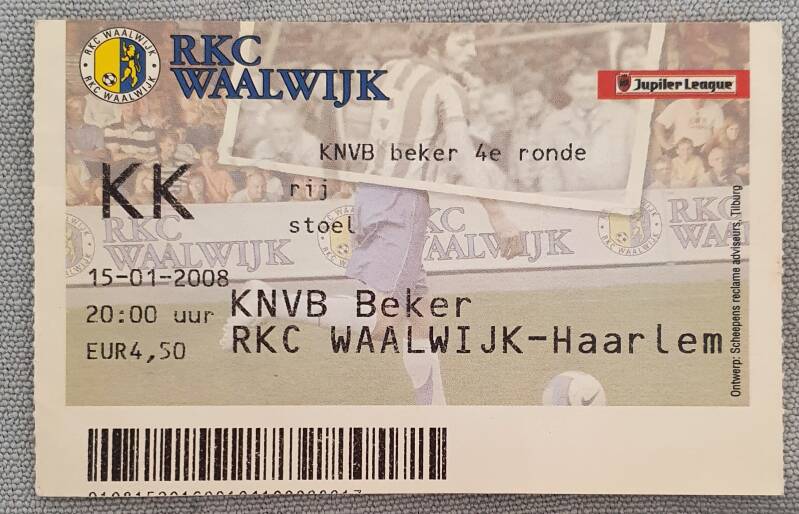 RKC WAALWIJK
RKC WAALWIJK
RKC
WAALWIJK
Jupiler League
KNVB beker 4e ronde
KK
rij
stoel
RKC
WAALWIJK
RKC
WAALWIJK
RKC
WAALW
15-01-2008
20:00 uur
EUR4,50
KNVB Beker
RKC WAALWIJK-Haarlem
Ontwerp: Scheepens reclame adviseurs, Tilburg